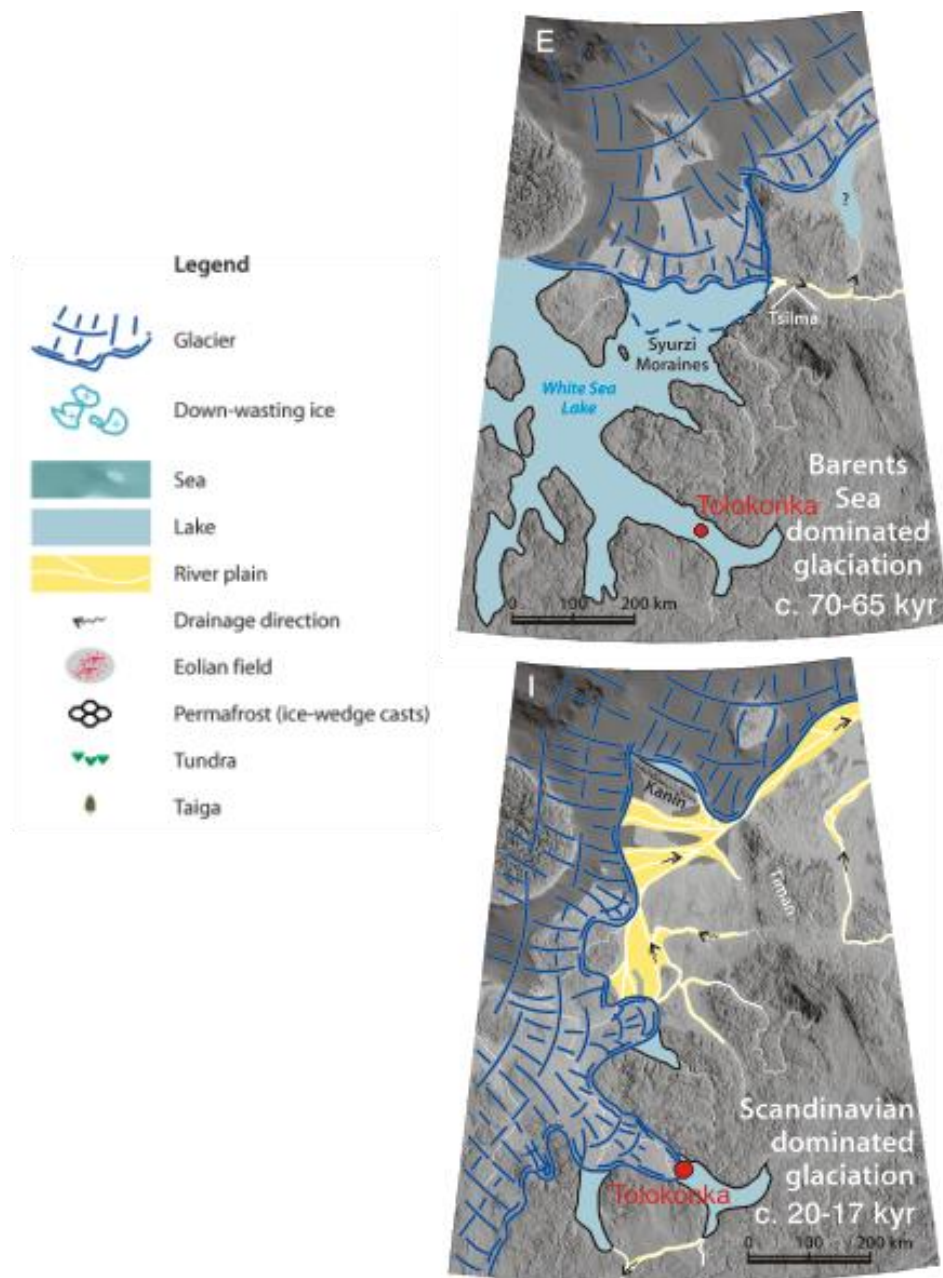 Legend
Glacier
Down-wasting ice
Sea
Lake
River plain
Drainage direction
Eolian field
Permafrost (ice-wedge casts)
Tundra
Taiga
E
?
Tsilma
Syurzi
Moraines
White Sea
Lake
Tolokonka
Barents
Sea
dominated
glaciation
c. 70-65 kyr
0 100 200 km
I
Kanin
Timan
Scandinavian
dominated
glaciation
c. 20-17 kyr
Tolokonka
0 100 200 km